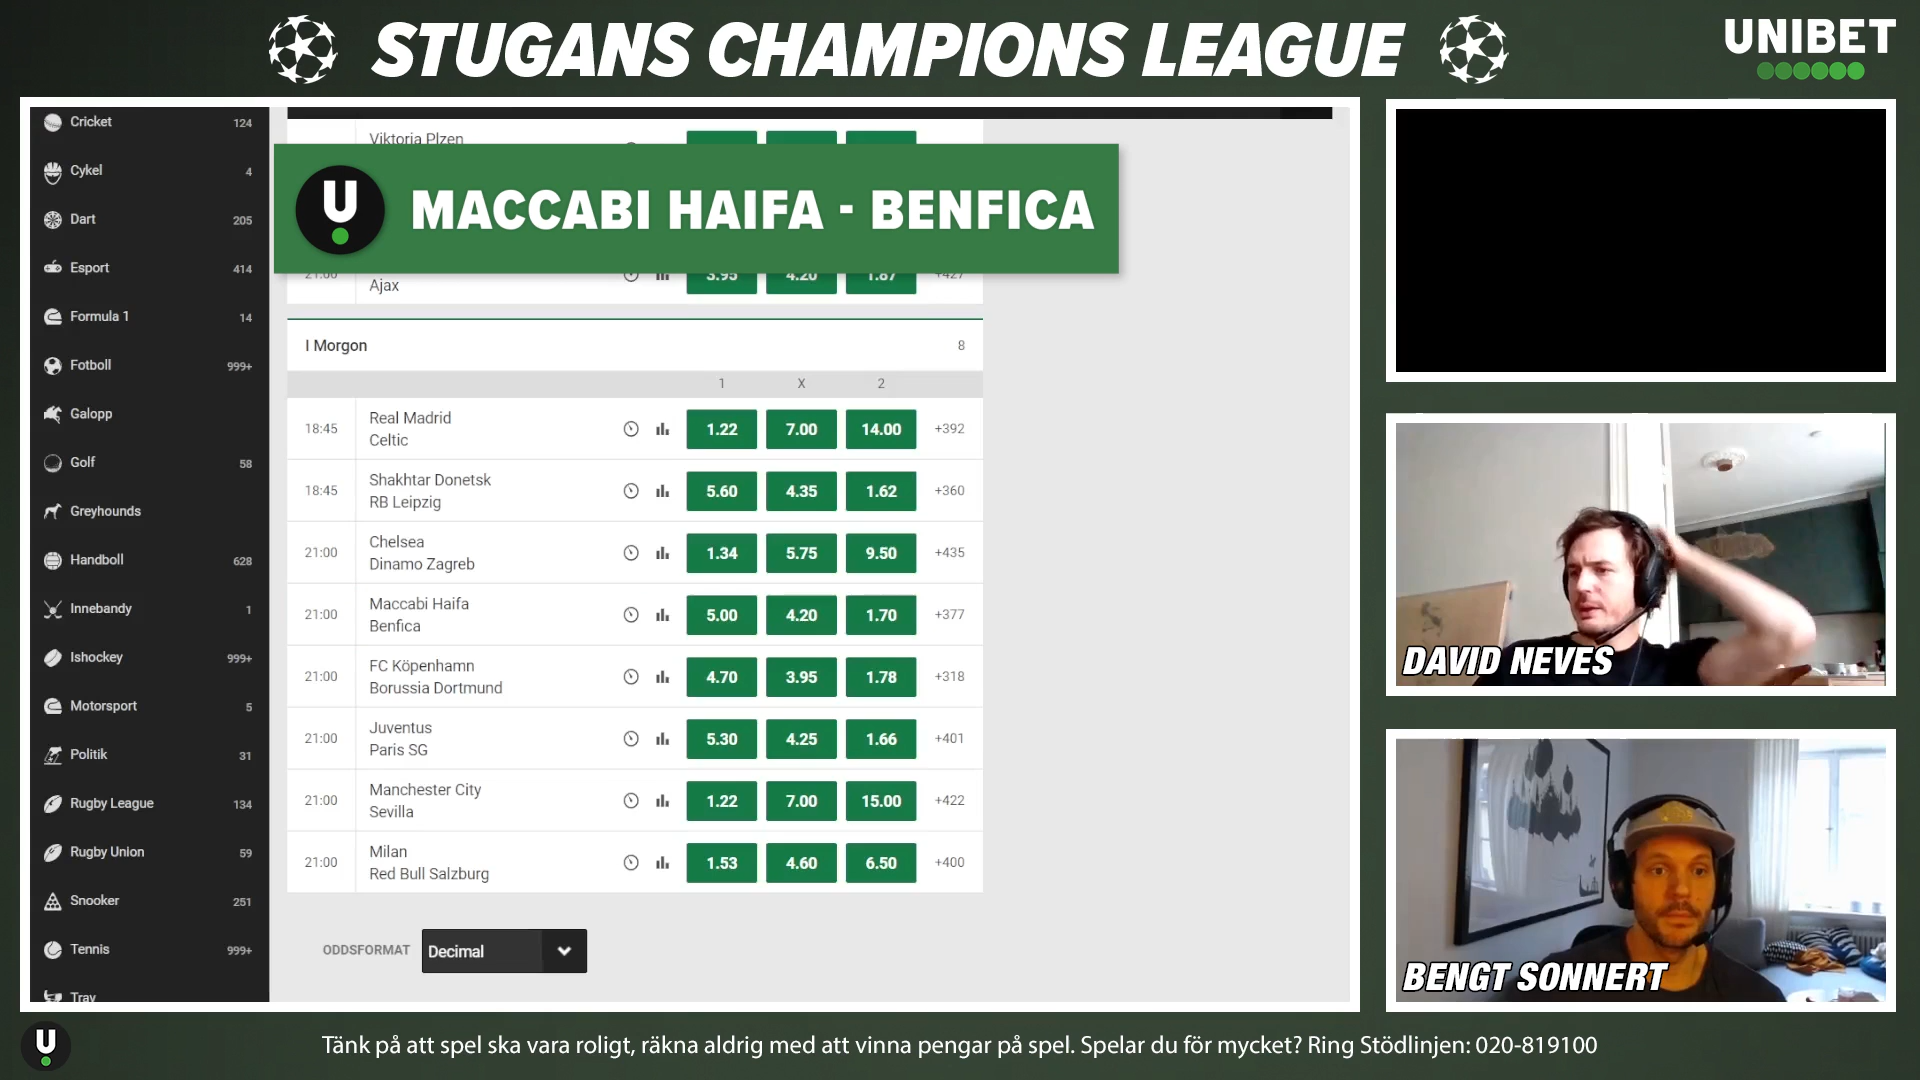 STUGANS CHAMPIONS LEAGUE
UNIBET
Cricket 124
Cykel 4
Dart 205
Esport 414
Formula 1 14
Fotboll 999+
Galopp
Golf 58
Greyhounds
Handboll 628
Innebandy 1
Ishockey 999+
Motorsport 5
Politik 31
Rugby League 134
Rugby Union 59
Snooker 251
Tennis 999+
Trav
Viktoria Plzen
U MACCABI HAIFA - BENFICA
21:00 3.95 4.20 1.87 +427
Ajax
I Morgon 8
1 X 2
Real Madrid
18:45 1.22 7.00 14.00 +392
Celtic
Shakhtar Donetsk
18:45 5.60 4.35 1.62 +360
RB Leipzig
Chelsea
21:00 1.34 5.75 9.50 +435
Dinamo Zagreb
Maccabi Haifa
21:00 5.00 4.20 1.70 +377
Benfica
FC Köpenhamn
21:00 4.70 3.95 1.78 +318
Borussia Dortmund
Juventus
21:00 5.30 4.25 1.66 +401
Paris SG
Manchester City
21:00 1.22 7.00 15.00 +422
Sevilla
Milan
21:00 1.53 4.60 6.50 +400
Red Bull Salzburg
ODDSFORMAT Decimal
DAVID NEVES
BENGT SONNERT
U
Tänk på att spel ska vara roligt, räkna aldrig med att vinna pengar på spel. Spelar du för mycket? Ring Stödlinjen: 020-819100